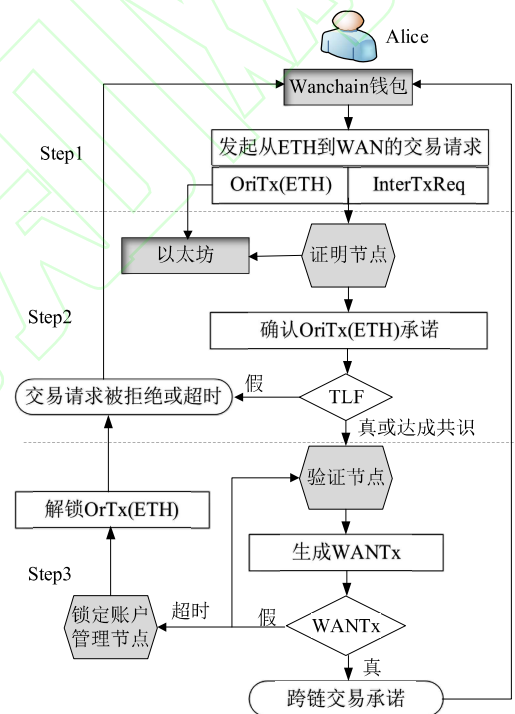 Alice
Wanchain钱包
Step1
发起从ETH到WAN的交易请求
OriTx(ETH)
InterTxReq
以太坊
证明节点
Step2
确认OriTx(ETH)承诺
交易请求被拒绝或超时
假
TLF
真或达成共识
验证节点
解锁OrTx(ETH)
生成WANTx
Step3
锁定账户
管理节点
超时
假
WANTx
真
跨链交易承诺